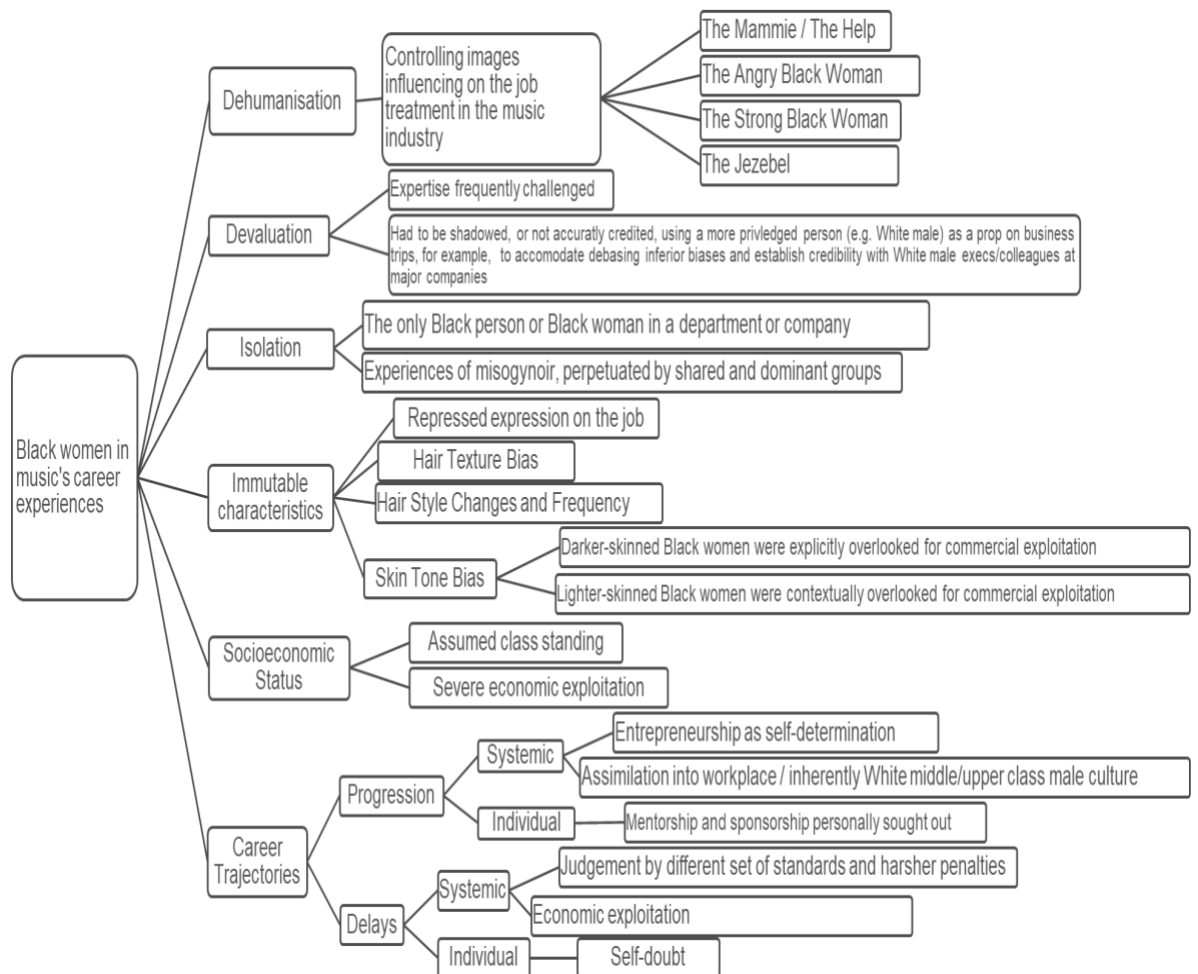 Black women in
music's career
experiences
Dehumanisation
Controlling images
influencing on the job
treatment in the music
industry
The Mammie / The Help
The Angry Black Woman
The Strong Black Woman
The Jezebel
Devaluation
Expertise frequently challenged
Had to be shadowed, or not accuratly credited, using a more privledged person (e.g. White male) as a prop on business
trips, for example, to accomodate debasing inferior biases and establish credibility with White male execs/colleagues at
major companies
Isolation
The only Black person or Black woman in a department or company
Experiences of misogynoir, perpetuated by shared and dominant groups
Immutable
characteristics
Repressed expression on the job
Hair Texture Bias
Hair Style Changes and Frequency
Skin Tone Bias
Darker-skinned Black women were explicitly overlooked for commercial exploitation
Lighter-skinned Black women were contextually overlooked for commercial exploitation
Socioeconomic
Status
Assumed class standing
Severe economic exploitation
Career
Trajectories
Progression
Systemic
Entrepreneurship as self-determination
Assimilation into workplace / inherently White middle/upper class male culture
Individual
Mentorship and sponsorship personally sought out
Delays
Systemic
Judgement by different set of standards and harsher penalties
Economic exploitation
Individual
Self-doubt